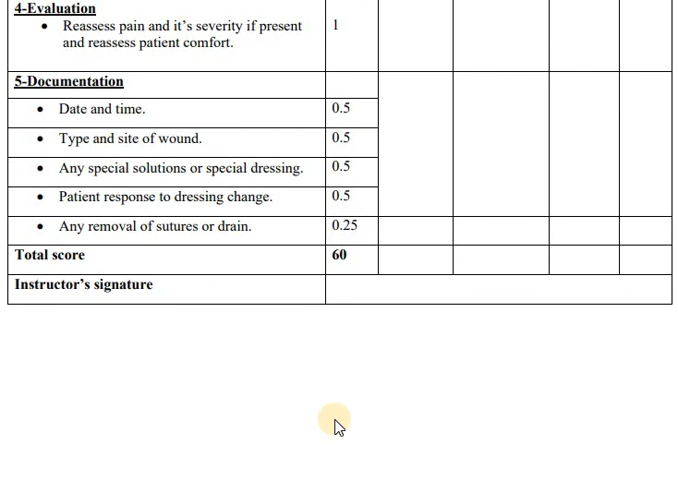 4-Evaluation
• Reassess pain and it's severity if present 1
and reassess patient comfort.
5-Documentation
• Date and time. 0.5
• Type and site of wound. 0.5
• Any special solutions or special dressing. 0.5
• Patient response to dressing change. 0.5
• Any removal of sutures or drain. 0.25
Total score 60
Instructor's signature